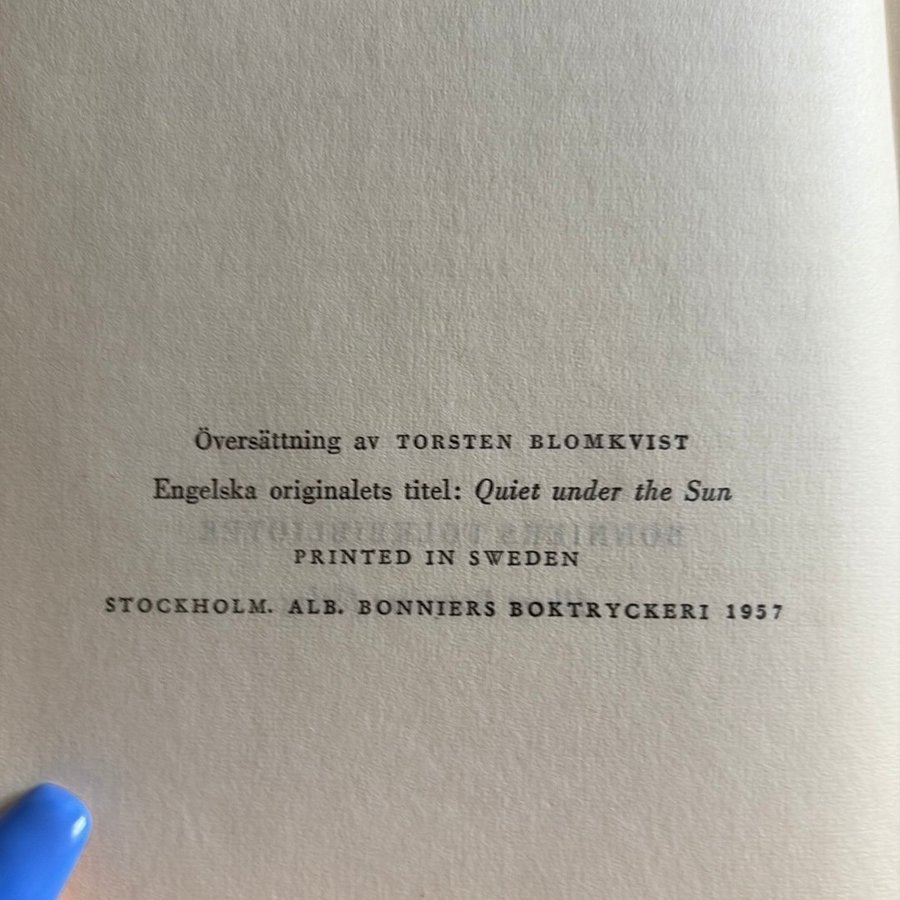 Översättning av TORSTEN BLOMKVIST
Engelska originalets titel: Quiet under the Sun
PRINTED IN SWEDEN
STOCKHOLM. ALB. BONNIERS BOKTRYCKERI 1957